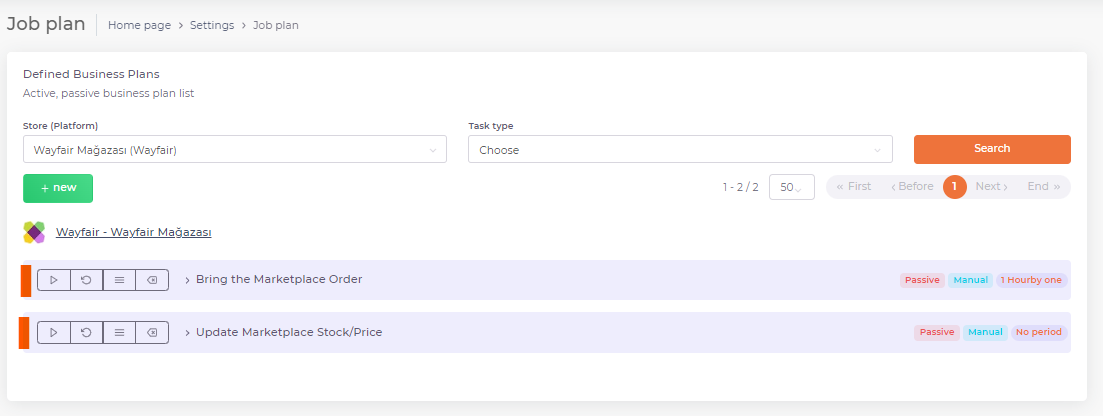 Job plan Home page > Settings > Job plan
Defined Business Plans
Active, passive business plan list
Store (Platform) Task type
Wayfair Mağazası (Wayfair) Choose Search
+ new 1 - 2 / 2 50 « First ‹ Before 1 Next › End »
Wayfair - Wayfair Mağazası
> Bring the Marketplace Order Passive Manual 1 Hourby one
> Update Marketplace Stock/Price Passive Manual No period